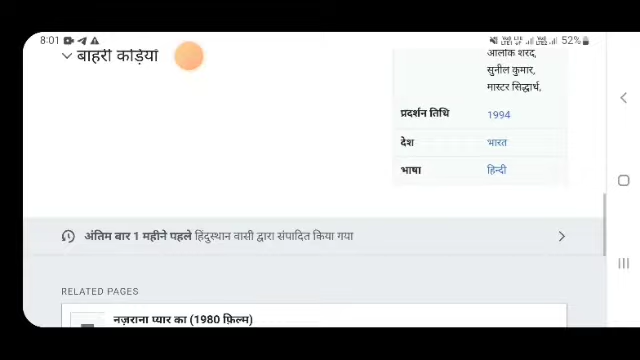 8:01
52%
बाहरी कड़ियाँ
आलोक शरद,
सुनील कुमार,
मास्टर सिद्धार्थ,
प्रदर्शन तिथि 1994
देश भारत
भाषा हिन्दी
अंतिम बार 1 महीने पहले हिंदुस्थान वासी द्वारा संपादित किया गया
RELATED PAGES
नज़राना प्यार का (1980 फ़िल्म)